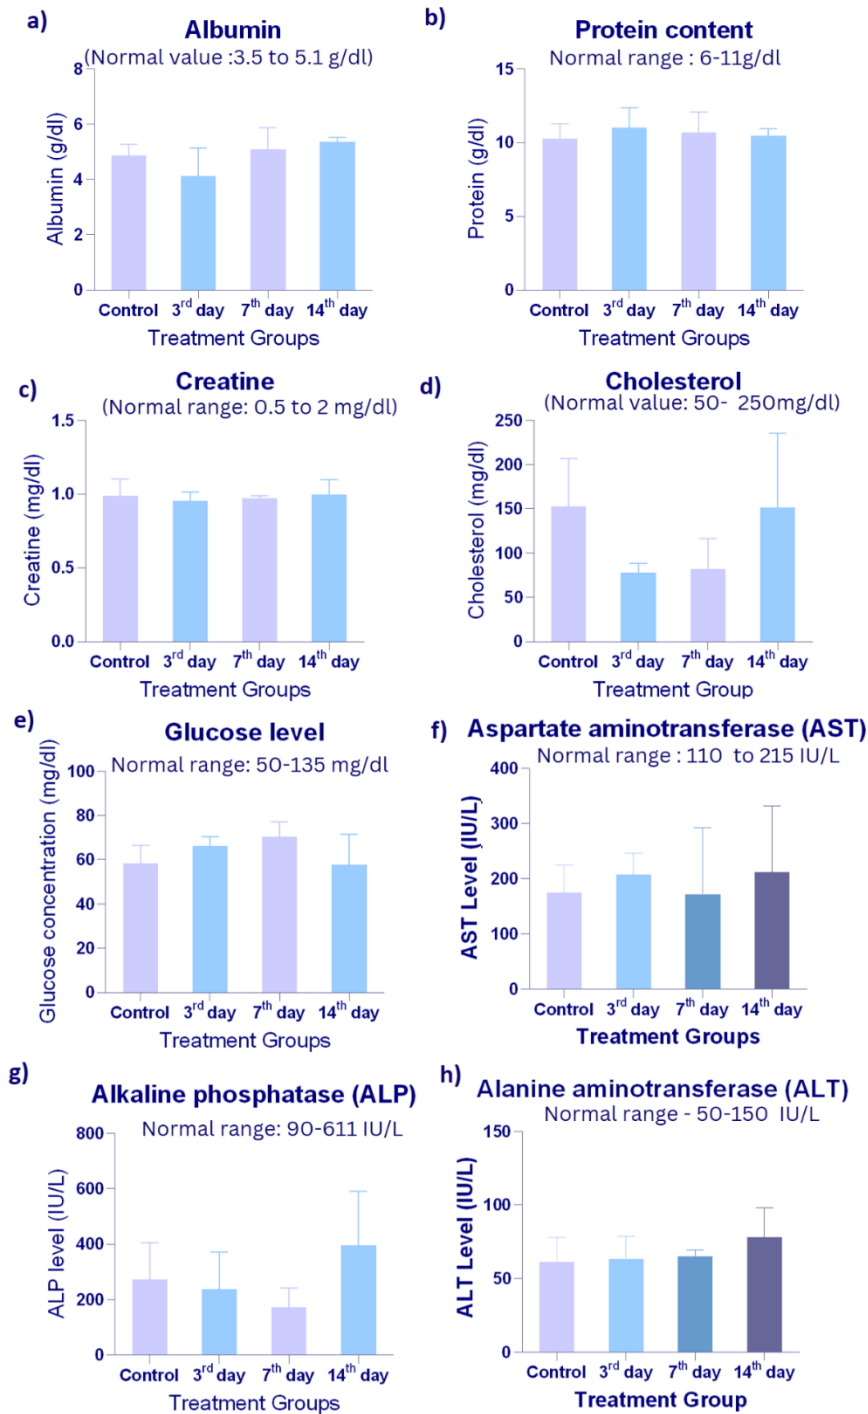 a)
Albumin
(Normal value :3.5 to 5.1 g/dl)
Albumin (g/dl)
8
6
4
2
0
Control 3rd day 7th day 14th day
Treatment Groups
b)
Protein content
Normal range : 6-11g/dl
Protein (g/dl)
15
10
5
0
Control 3rd day 7th day 14th day
Treatment Groups
c)
Creatine
(Normal range: 0.5 to 2 mg/dl)
Creatine (mg/dl)
1.5
1.0
0.5
0.0
Control 3rd day 7th day 14th day
Treatment Groups
d)
Cholesterol
(Normal value: 50- 250mg/dl)
Cholesterol (mg/dl)
250
200
150
100
50
0
Control 3rd day 7th day 14th day
Treatment Group
e)
Glucose level
Normal range: 50-135 mg/dl
Glucose concentration (mg/dl)
100
80
60
40
20
0
Control 3rd day 7th day 14th day
Treatment Groups
f)
Aspartate aminotransferase (AST)
Normal range : 110 to 215 IU/L
AST Level (IU/L)
400
300
200
100
0
Control 3rd day 7th day 14th day
Treatment Groups
g)
Alkaline phosphatase (ALP)
Normal range: 90-611 IU/L
ALP level (IU/L)
800
600
400
200
0
Control 3rd day 7th day 14th day
Treatment Groups
h)
Alanine aminotransferase (ALT)
Normal range - 50-150 IU/L
ALT Level (IU/L)
150
100
50
0
Control 3rd day 7th day 14th day
Treatment Group